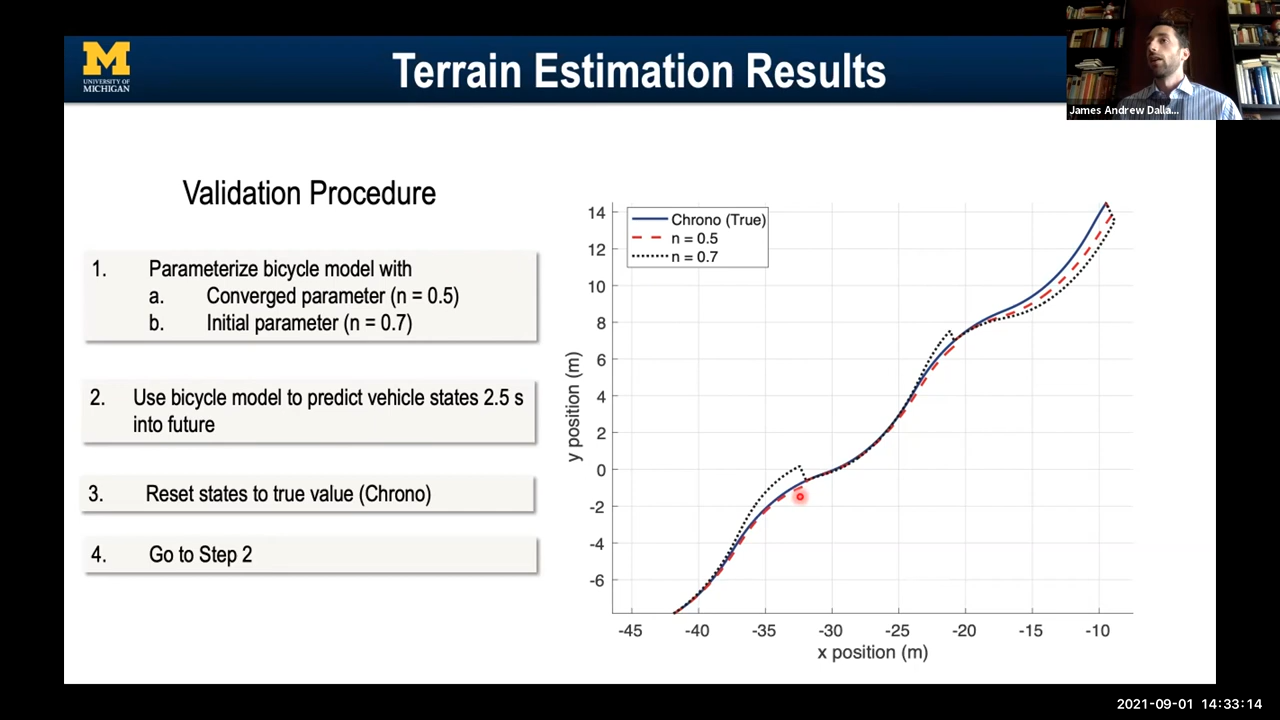 M
UNIVERSITY OF
MICHIGAN
Terrain Estimation Results
James Andrew Dalla...
Validation Procedure
1. Parameterize bicycle model with
a. Converged parameter (n = 0.5)
b. Initial parameter (n = 0.7)
2. Use bicycle model to predict vehicle states 2.5 s
into future
3. Reset states to true value (Chrono)
4. Go to Step 2
Chrono (True)
n = 0.5
n = 0.7
14
12
10
8
6
4
2
0
-2
-4
-6
y position (m)
-45 -40 -35 -30 -25 -20 -15 -10
x position (m)
2021-09-01 14:33:14